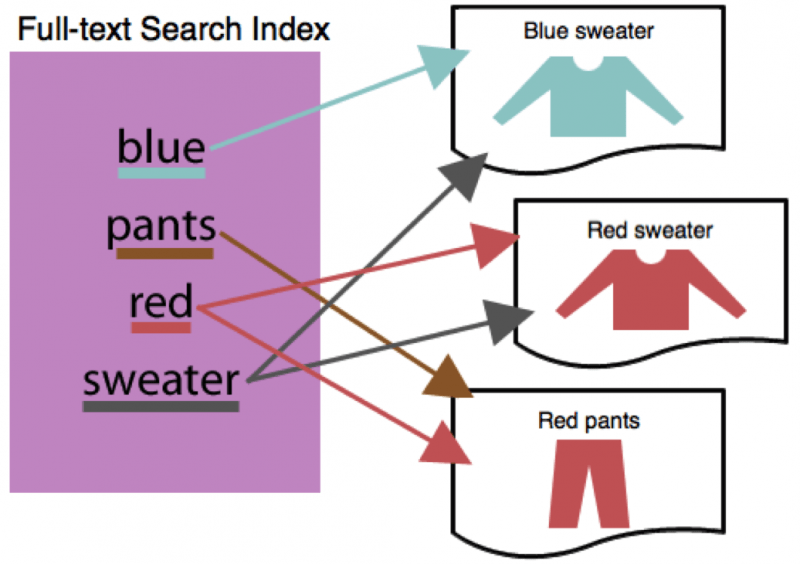 Full-text Search Index
blue
pants
red
sweater
Blue sweater
Red sweater
Red pants